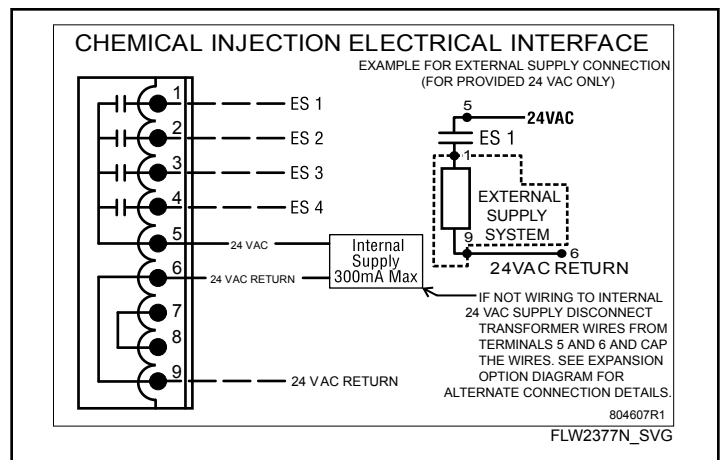 CHEMICAL INJECTION ELECTRICAL INTERFACE
EXAMPLE FOR EXTERNAL SUPPLY CONNECTION
(FOR PROVIDED 24 VAC ONLY)
1
ES 1
2
ES 2
3
ES 3
4
ES 4
5
24 VAC
6
24 VAC RETURN
Internal
Supply
300mA Max
7
8
9
24 VAC RETURN
5
24VAC
ES 1
1
EXTERNAL
SUPPLY
SYSTEM
9
6
24VAC RETURN
IF NOT WIRING TO INTERNAL
24 VAC SUPPLY DISCONNECT
TRANSFORMER WIRES FROM
TERMINALS 5 AND 6 AND CAP
THE WIRES. SEE EXPANSION
OPTION DIAGRAM FOR
ALTERNATE CONNECTION DETAILS.
804607R1
FLW2377N_SVG